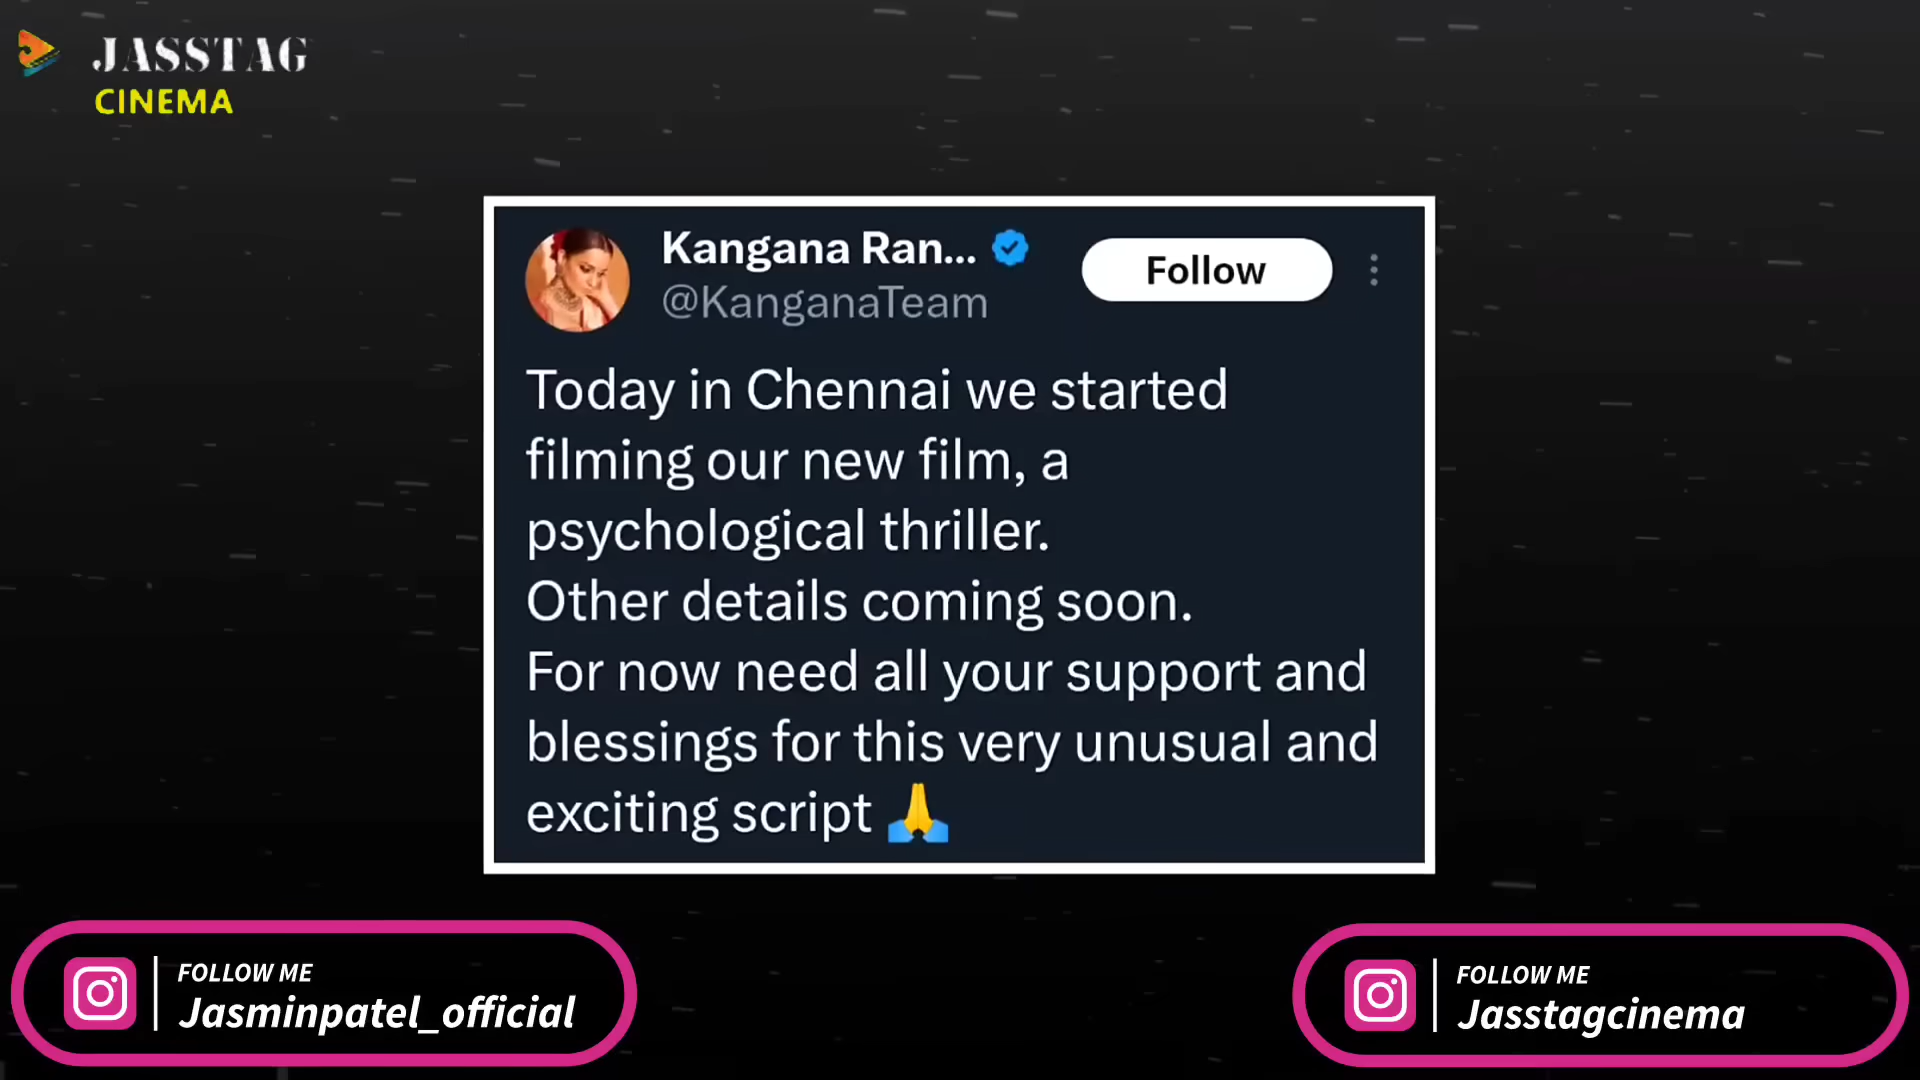 JASSTAG
CINEMA
Kangana Ran...
@KanganaTeam
Follow
Today in Chennai we started
filming our new film, a
psychological thriller.
Other details coming soon.
For now need all your support and
blessings for this very unusual and
exciting script 🙏
FOLLOW ME
Jasminpatel_official
FOLLOW ME
Jasstagcinema